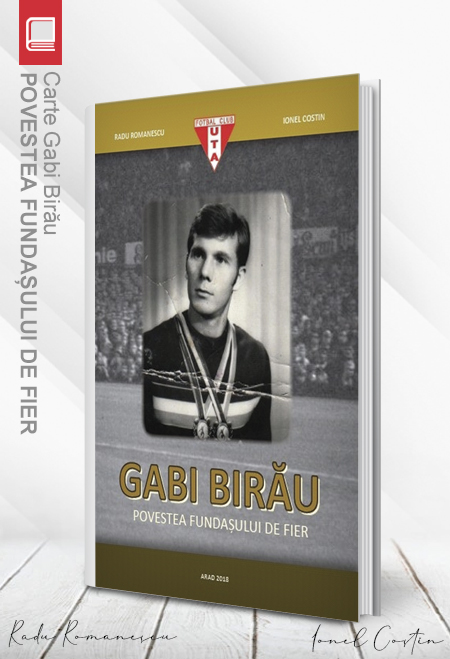 Carte Gabi Birău
POVESTEA FUNDAȘULUI DE FIER
RADU ROMANESCU
IONEL COSTIN
FOTBAL CLUB
UTA
GABI BIRĂU
POVESTEA FUNDAȘULUI DE FIER
ARAD 2018
Radu Romanescu
Ionel Costin